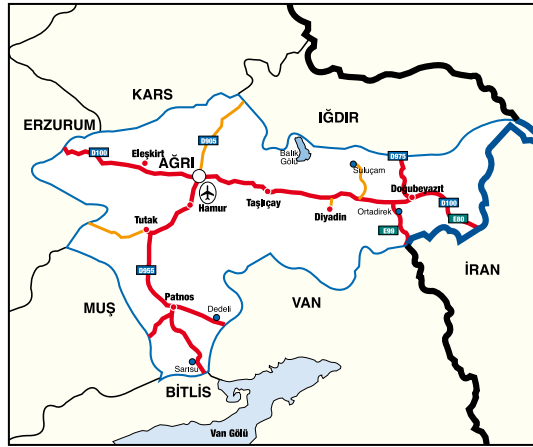 KARS
ERZURUM
IĞDIR
D905
D100
Eleşkirt
AĞRI
Balık
Gölü
D975
Suluçam
Doğubeyazıt
Hamur
Taşlıçay
Diyadin
Ortadirek
D100
E80
Tutak
E99
İRAN
D955
MUŞ
Patnos
Dedeli
VAN
Sarısu
BİTLİS
Van Gölü